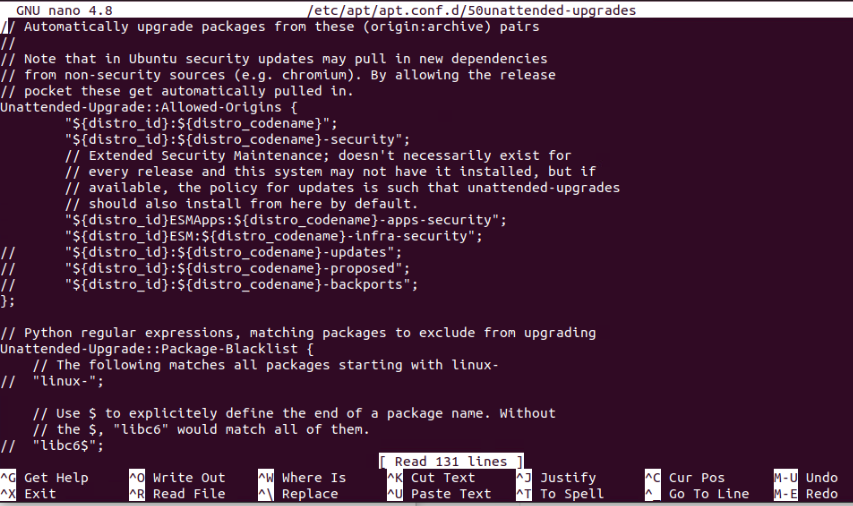 GNU nano 4.8 /etc/apt/apt.conf.d/50unattended-upgrades
// Automatically upgrade packages from these (origin:archive) pairs
//
// Note that in Ubuntu security updates may pull in new dependencies
// from non-security sources (e.g. chromium). By allowing the release
// pocket these get automatically pulled in.
Unattended-Upgrade::Allowed-Origins {
        "${distro_id}:${distro_codename}";
        "${distro_id}:${distro_codename}-security";
        // Extended Security Maintenance; doesn't necessarily exist for
        // every release and this system may not have it installed, but if
        // available, the policy for updates is such that unattended-upgrades
        // should also install from here by default.
        "${distro_id}ESMApps:${distro_codename}-apps-security";
        "${distro_id}ESM:${distro_codename}-infra-security";
//      "${distro_id}:${distro_codename}-updates";
//      "${distro_id}:${distro_codename}-proposed";
//      "${distro_id}:${distro_codename}-backports";
};

// Python regular expressions, matching packages to exclude from upgrading
Unattended-Upgrade::Package-Blacklist {
    // The following matches all packages starting with linux-
//  "linux-";

    // Use $ to explicitely define the end of a package name. Without
    // the $, "libc6" would match all of them.
//  "libc6$";
[ Read 131 lines ]
^G Get Help ^O Write Out ^W Where Is ^K Cut Text ^J Justify ^C Cur Pos M-U Undo
^X Exit ^R Read File ^\ Replace ^U Paste Text ^T To Spell ^_ Go To Line M-E Redo